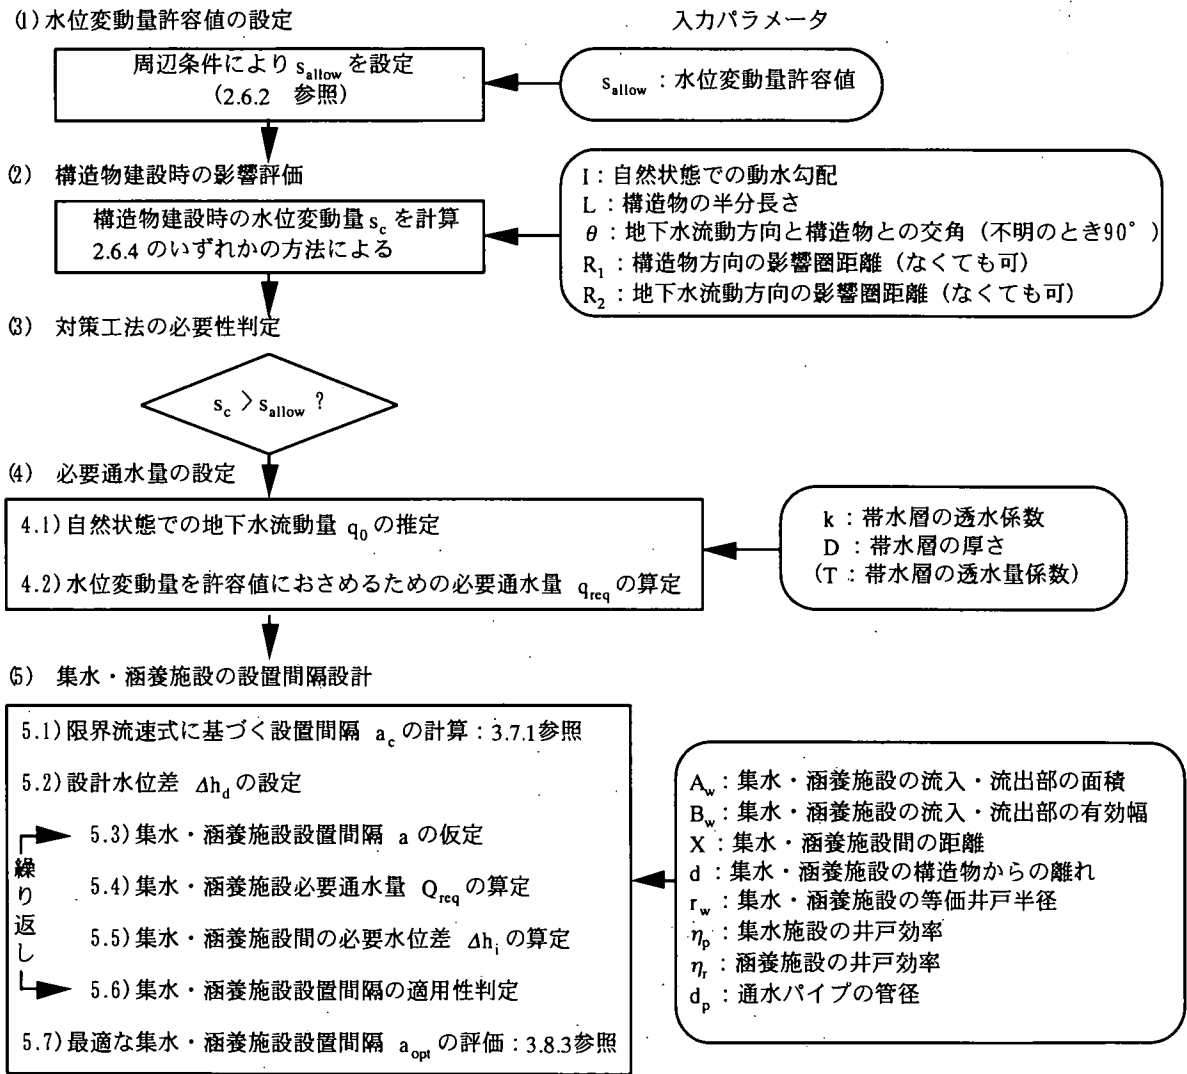 (1) 水位変動量許容値の設定
入力パラメータ
周辺条件により s_allow を設定
(2.6.2 参照)
s_allow : 水位変動量許容値
(2) 構造物建設時の影響評価
構造物建設時の水位変動量 s_c を計算
2.6.4 のいずれかの方法による
I : 自然状態での動水勾配
L : 構造物の半分長さ
θ : 地下水流動方向と構造物との交角 (不明のとき90°)
R_1 : 構造物方向の影響圏距離 (なくても可)
R_2 : 地下水流動方向の影響圏距離 (なくても可)
(3) 対策工法の必要性判定
s_c > s_allow ?
(4) 必要通水量の設定
4.1) 自然状態での地下水流動量 q_0 の推定
4.2) 水位変動量を許容値におさめるための必要通水量 q_req の算定
k : 帯水層の透水係数
D : 帯水層の厚さ
(T : 帯水層の透水量係数)
(5) 集水・涵養施設の設置間隔設計
5.1) 限界流速式に基づく設置間隔 a_c の計算 : 3.7.1参照
5.2) 設計水位差 Δh_d の設定
繰り返し
5.3) 集水・涵養施設設置間隔 a の仮定
5.4) 集水・涵養施設必要通水量 Q_req の算定
5.5) 集水・涵養施設間の必要水位差 Δh_i の算定
5.6) 集水・涵養施設設置間隔の適用性判定
5.7) 最適な集水・涵養施設設置間隔 a_opt の評価 : 3.8.3参照
A_w : 集水・涵養施設の流入・流出部の面積
B_w : 集水・涵養施設の流入・流出部の有効幅
X : 集水・涵養施設間の距離
d : 集水・涵養施設の構造物からの離れ
r_w : 集水・涵養施設の等価井戸半径
η_p : 集水施設の井戸効率
η_r : 涵養施設の井戸効率
d_p : 通水パイプの管径